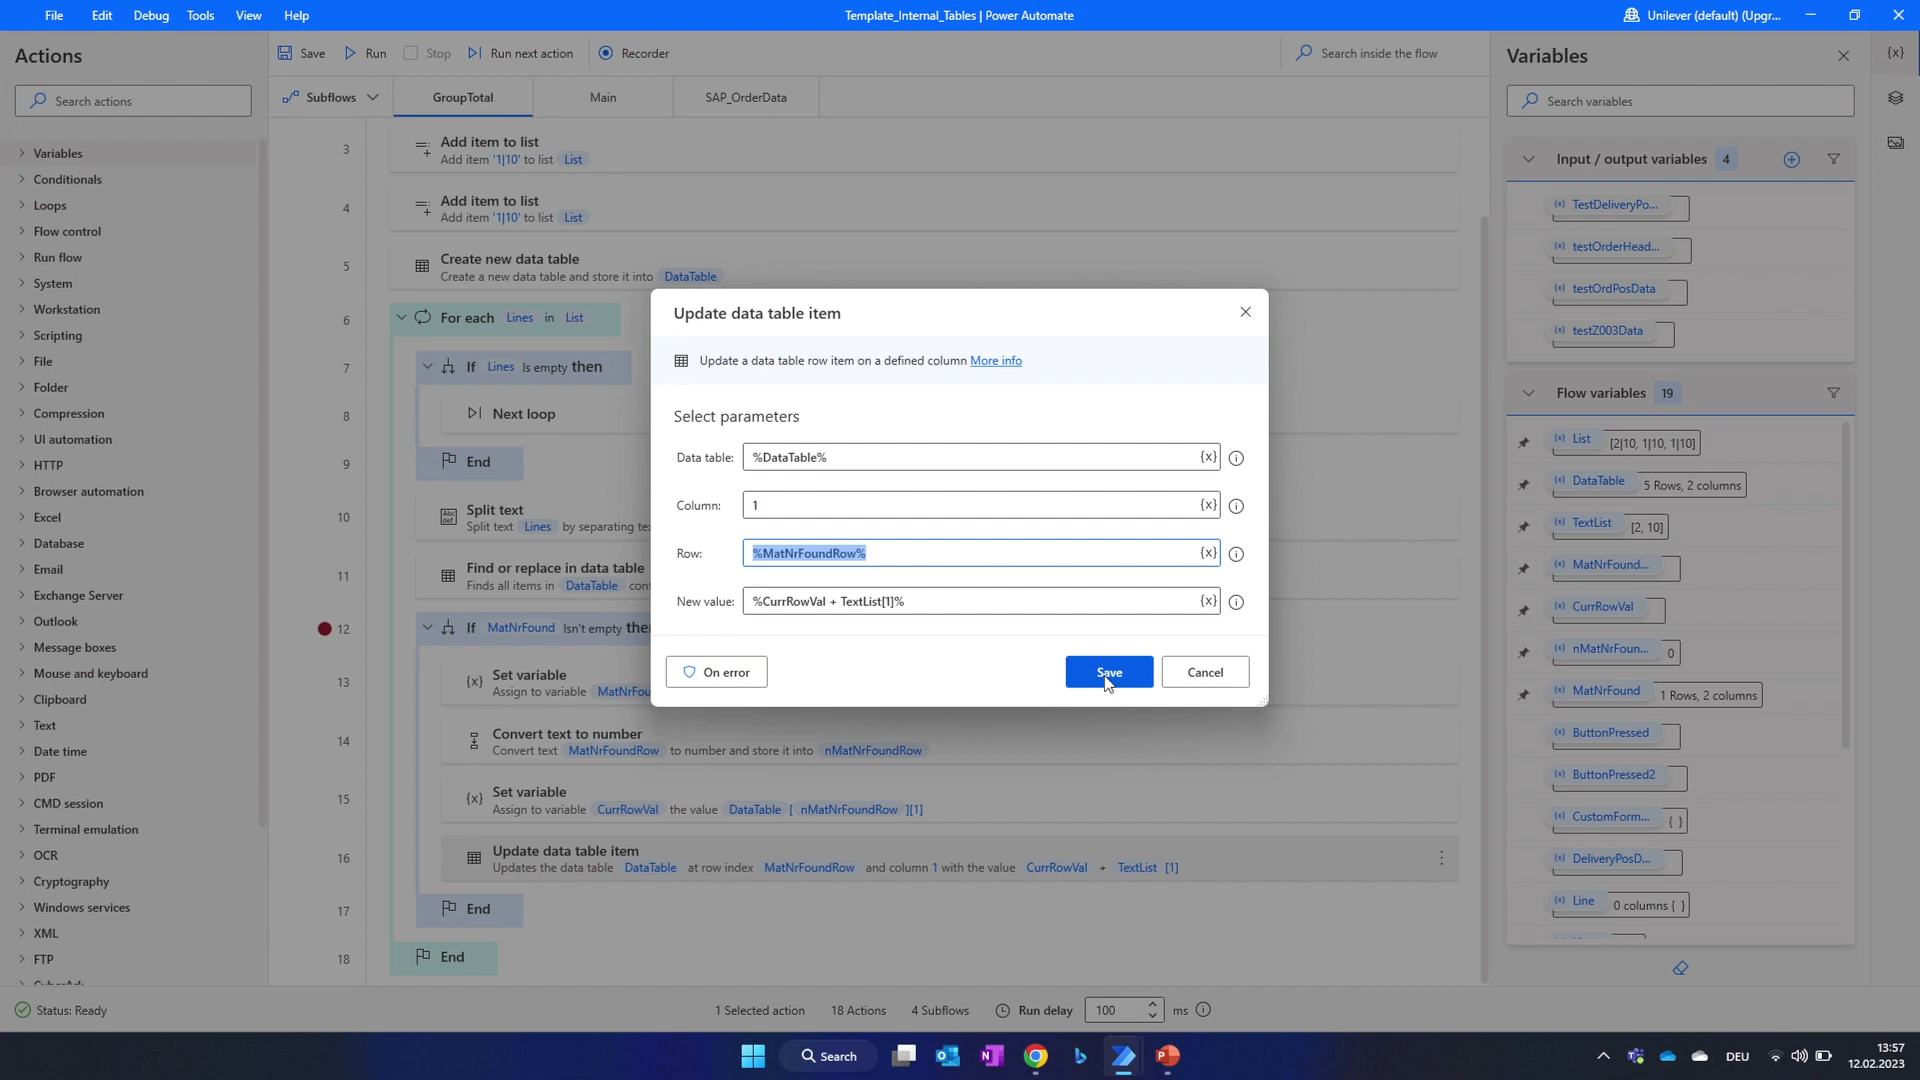 File Edit Debug Tools View Help
Template_Internal_Tables | Power Automate
Unilever (default) (Upgr...
Actions
Search actions
Variables
Conditionals
Loops
Flow control
Run flow
System
Workstation
Scripting
File
Folder
Compression
UI automation
HTTP
Browser automation
Excel
Database
Email
Exchange Server
Outlook
Message boxes
Mouse and keyboard
Clipboard
Text
Date time
PDF
CMD session
Terminal emulation
OCR
Cryptography
Windows services
XML
FTP
Save Run Stop Run next action Recorder
Search inside the flow
Subflows GroupTotal Main SAP_OrderData
3 Add item to list
Add item '1|10' to list List
4 Add item to list
Add item '1|10' to list List
5 Create new data table
Create a new data table and store it into DataTable
6 For each Lines in List
7 If Lines Is empty then
8 Next loop
9 End
10 Split text
Split text Lines by separating te
11 Find or replace in data table
Finds all items in DataTable con
12 If MatNrFound Isn't empty the
13 Set variable
Assign to variable MatNrFou
14 Convert text to number
Convert text MatNrFoundRow to number and store it into nMatNrFoundRow
15 Set variable
Assign to variable CurrRowVal the value DataTable [ nMatNrFoundRow ][1]
16 Update data table item
Updates the data table DataTable at row index MatNrFoundRow and column 1 with the value CurrRowVal + TextList [1]
17 End
18 End
Update data table item
Update a data table row item on a defined column More info
Select parameters
Data table: %DataTable% {x}
Column: 1 {x}
Row: %MatNrFoundRow% {x}
New value: %CurrRowVal + TextList[1]% {x}
On error Save Cancel
Variables
{x}
Search variables
Input / output variables 4
TestDeliveryPo...
testOrderHead...
testOrdPosData
testZ003Data
Flow variables 19
List [2|10, 1|10, 1|10]
DataTable 5 Rows, 2 columns
TextList [2, 10]
MatNrFound...
CurrRowVal
nMatNrFoun... 0
MatNrFound 1 Rows, 2 columns
ButtonPressed
ButtonPressed2
CustomForm... { }
DeliveryPosD...
Line 0 columns { }
Status: Ready
1 Selected action 18 Actions 4 Subflows Run delay 100 ms
Search
DEU
13:57
12.02.2023